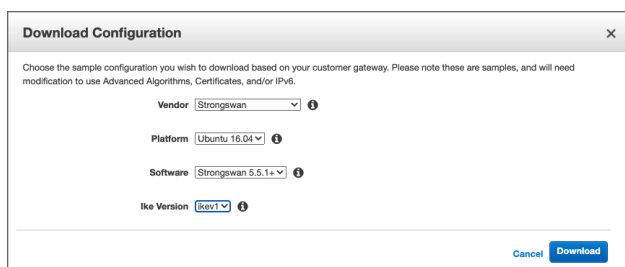 Download Configuration
Choose the sample configuration you wish to download based on your customer gateway. Please note these are samples, and will need
modification to use Advanced Algorithms, Certificates, and/or IPv6.
Vendor Strongswan
Platform Ubuntu 16.04
Software Strongswan 5.5.1+
Ike Version ikev1
Cancel Download